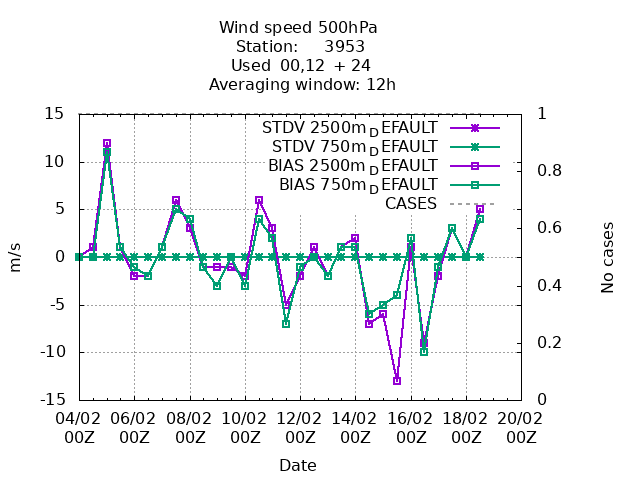 Wind speed 500hPa
Station: 3953
Used 00,12 + 24
Averaging window: 12h
STDV 2500m_DEFAULT
STDV 750m_DEFAULT
BIAS 2500m_DEFAULT
BIAS 750m_DEFAULT
CASES
15
10
5
0
-5
-10
-15
m/s
1
0.8
0.6
0.4
0.2
0
No cases
04/02 06/02 08/02 10/02 12/02 14/02 16/02 18/02 20/02
00Z 00Z 00Z 00Z 00Z 00Z 00Z 00Z 00Z
Date